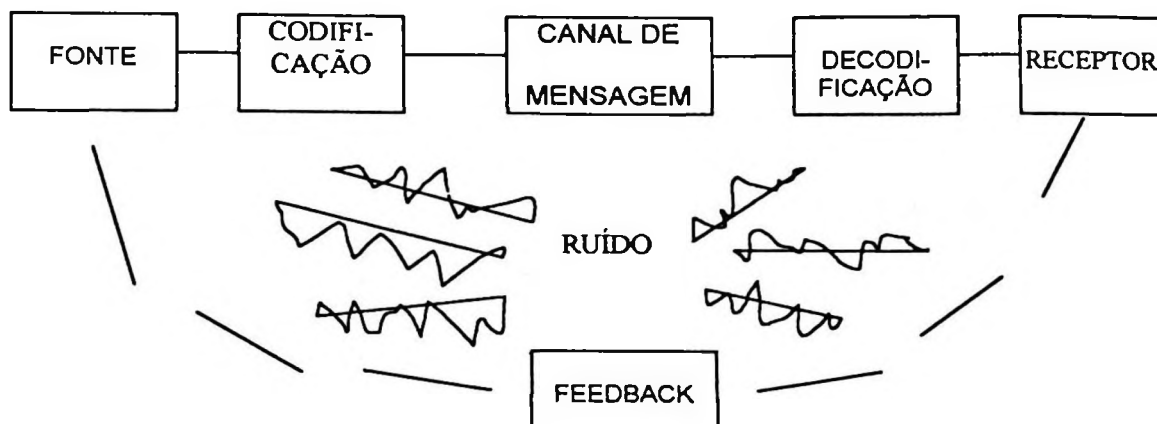 FONTE
CODIFI-
CAÇÃO
CANAL DE
MENSAGEM
DECODI-
FICAÇÃO
RECEPTOR
RUÍDO
FEEDBACK